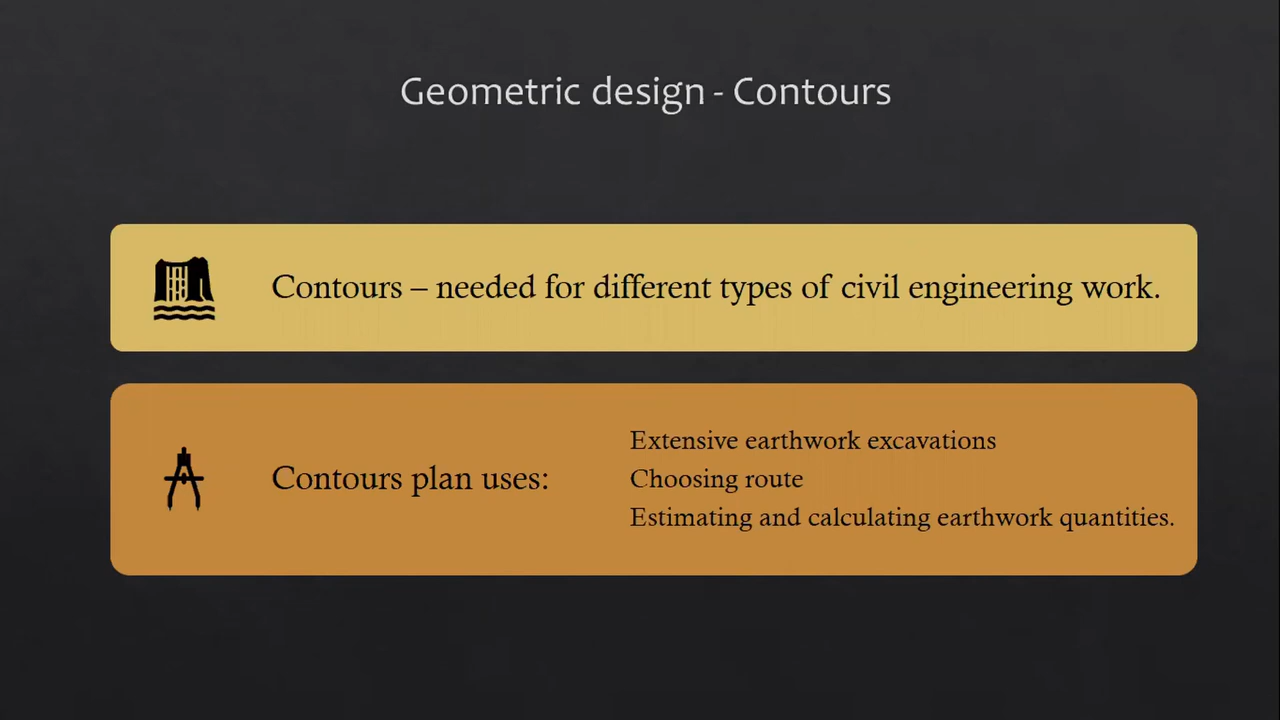 Geometric design - Contours
Contours – needed for different types of civil engineering work.
Contours plan uses:
Extensive earthwork excavations
Choosing route
Estimating and calculating earthwork quantities.